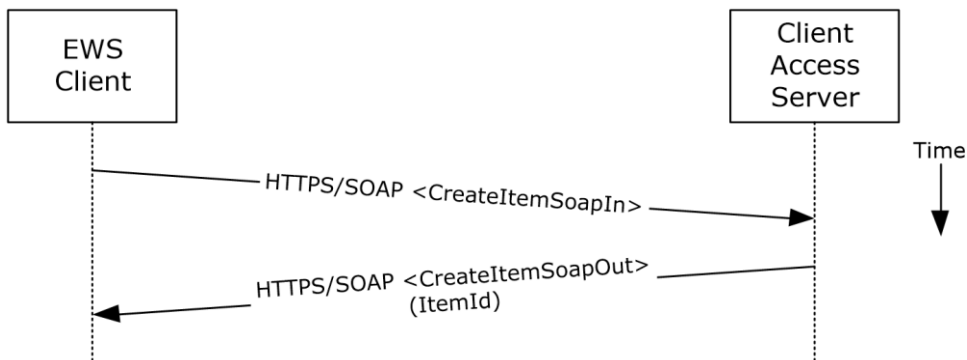 EWS
Client
Client
Access
Server
Time
HTTPS/SOAP <CreateItemSoapIn>
HTTPS/SOAP <CreateItemSoapOut>
(ItemId)